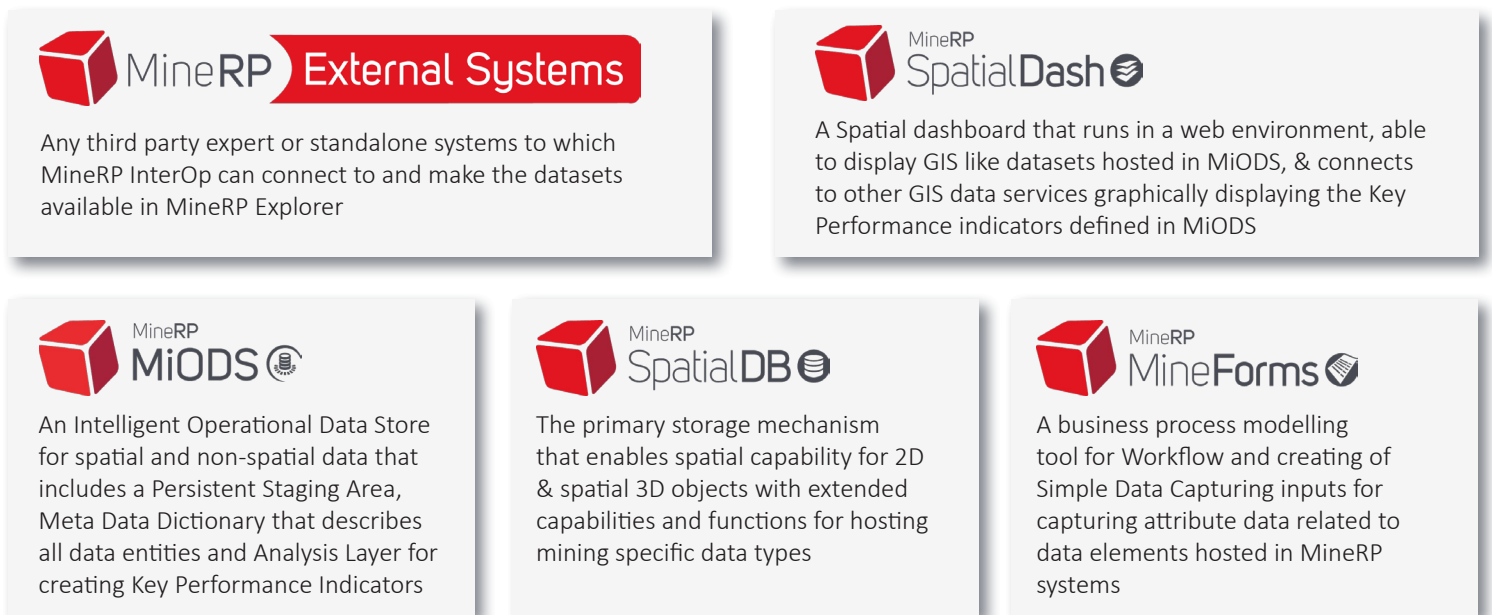 MineRP External Systems
Any third party expert or standalone systems to which
MineRP InterOp can connect to and make the datasets
available in MineRP Explorer
MineRP
SpatialDash
A Spatial dashboard that runs in a web environment, able
to display GIS like datasets hosted in MiODS, & connects
to other GIS data services graphically displaying the Key
Performance indicators defined in MiODS
MineRP
MiODS
An Intelligent Operational Data Store
for spatial and non-spatial data that
includes a Persistent Staging Area,
Meta Data Dictionary that describes
all data entities and Analysis Layer for
creating Key Performance Indicators
MineRP
SpatialDB
The primary storage mechanism
that enables spatial capability for 2D
& spatial 3D objects with extended
capabilities and functions for hosting
mining specific data types
MineRP
MineForms
A business process modelling
tool for Workflow and creating of
Simple Data Capturing inputs for
capturing attribute data related to
data elements hosted in MineRP
systems